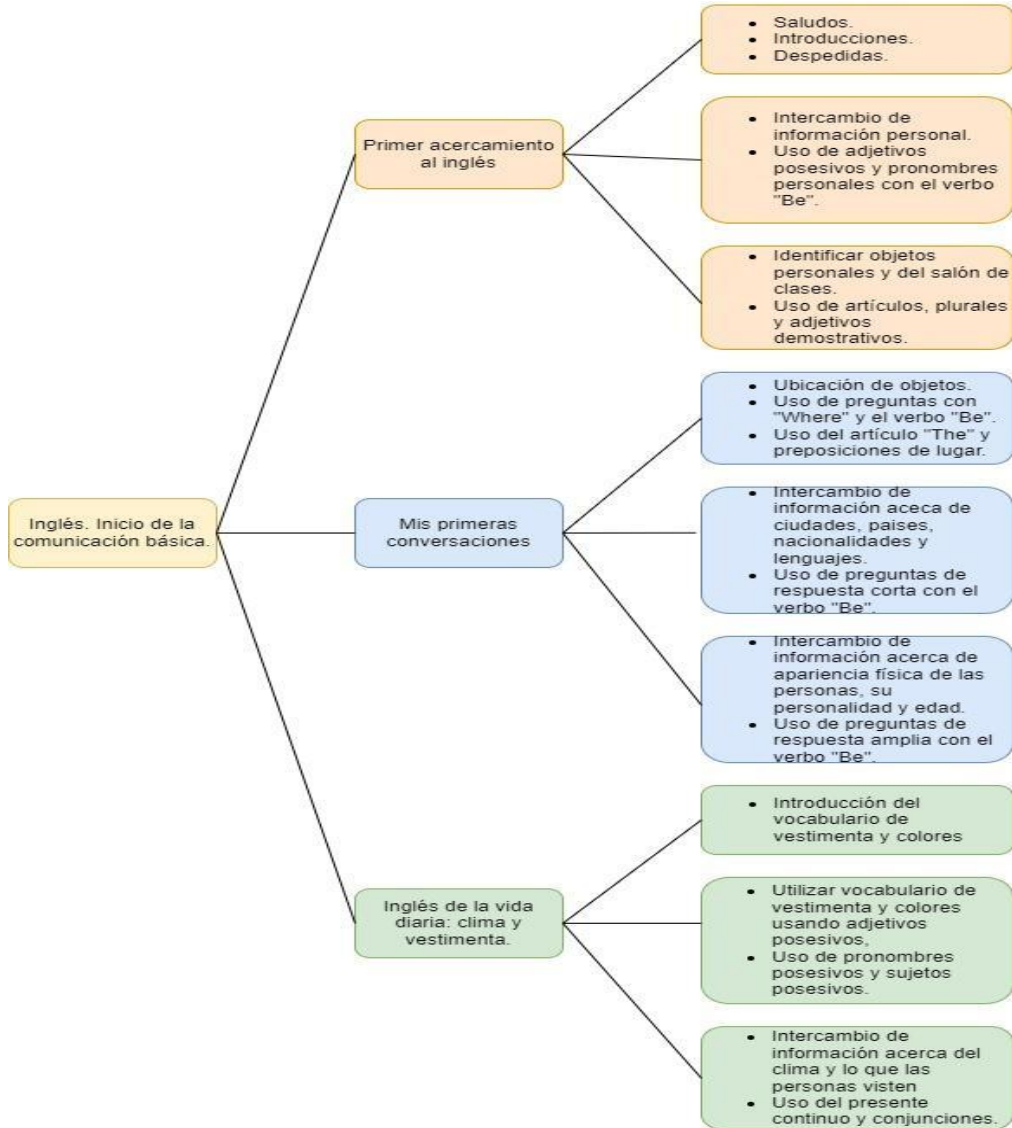 Inglés. Inicio de la
comunicación básica.
Primer acercamiento
al inglés
• Saludos.
• Introducciones.
• Despedidas.
• Intercambio de
información personal.
• Uso de adjetivos
posesivos y pronombres
personales con el verbo
"Be".
• Identificar objetos
personales y del salón de
clases.
• Uso de artículos, plurales
y adjetivos
demostrativos.
Mis primeras
conversaciones
• Ubicación de objetos.
• Uso de preguntas con
"Where" y el verbo "Be".
• Uso del artículo "The" y
preposiciones de lugar.
• Intercambio de
información aceca de
ciudades, paises,
nacionalidades y
lenguajes.
• Uso de preguntas de
respuesta corta con el
verbo "Be".
• Intercambio de
información acerca de
apariencia física de las
personas, su
personalidad y edad.
• Uso de preguntas de
respuesta amplia con el
verbo "Be".
Inglés de la vida
diaria: clima y
vestimenta.
• Introducción del
vocabulario de
vestimenta y colores
• Utilizar vocabulario de
vestimenta y colores
usando adjetivos
posesivos,
• Uso de pronombres
posesivos y sujetos
posesivos.
• Intercambio de
información acerca del
clima y lo que las
personas visten
• Uso del presente
continuo y conjunciones.